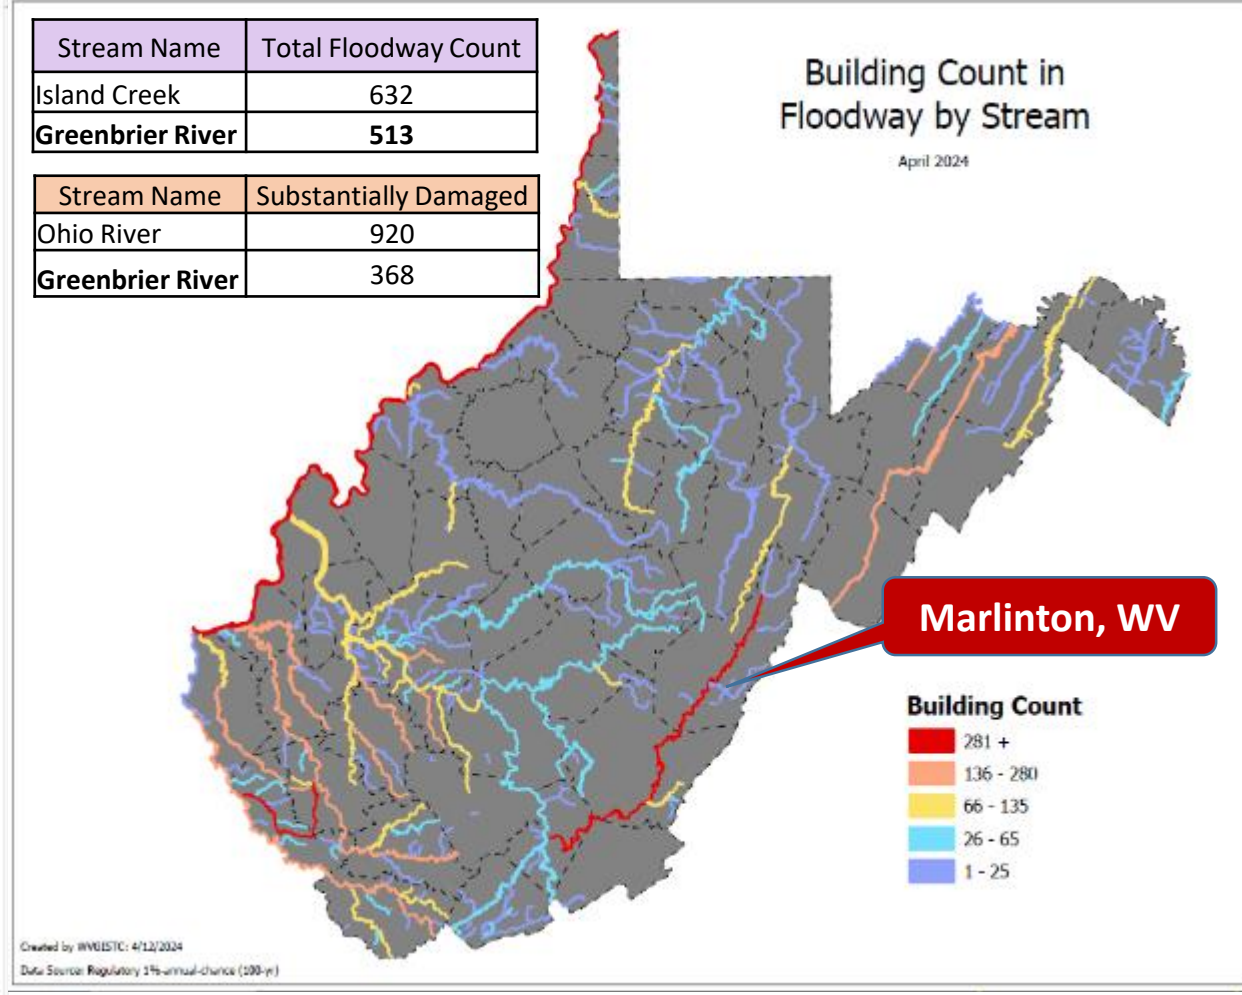 Stream Name Total Floodway Count
Island Creek 632
Greenbrier River 513
Stream Name Substantially Damaged
Ohio River 920
Greenbrier River 368
Building Count in
Floodway by Stream
April 2024
Marlinton, WV
Building Count
281 +
136 - 280
66 - 135
26 - 65
1 - 25
Created by WVGISTC: 4/12/2024
Data Source: Regulatory 1%-annual-chance (100-yr)